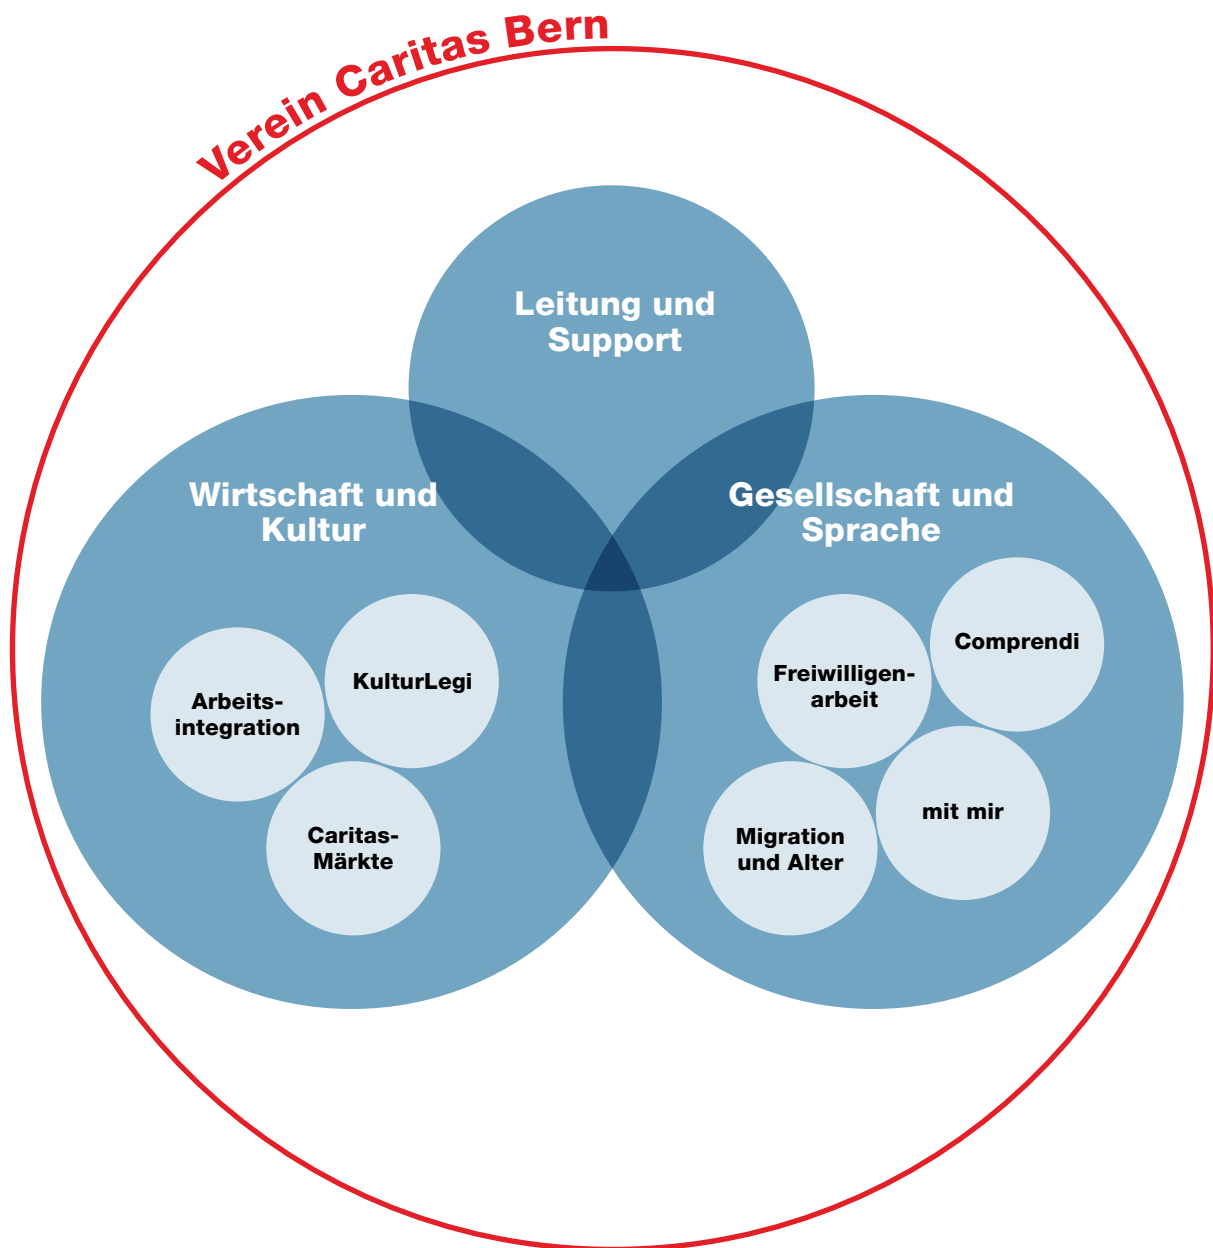 Verein Caritas Bern
Leitung und
Support
Wirtschaft und
Kultur
Arbeits-
integration
KulturLegi
Caritas-
Märkte
Gesellschaft und
Sprache
Freiwilligen-
arbeit
Comprendi
Migration
und Alter
mit mir